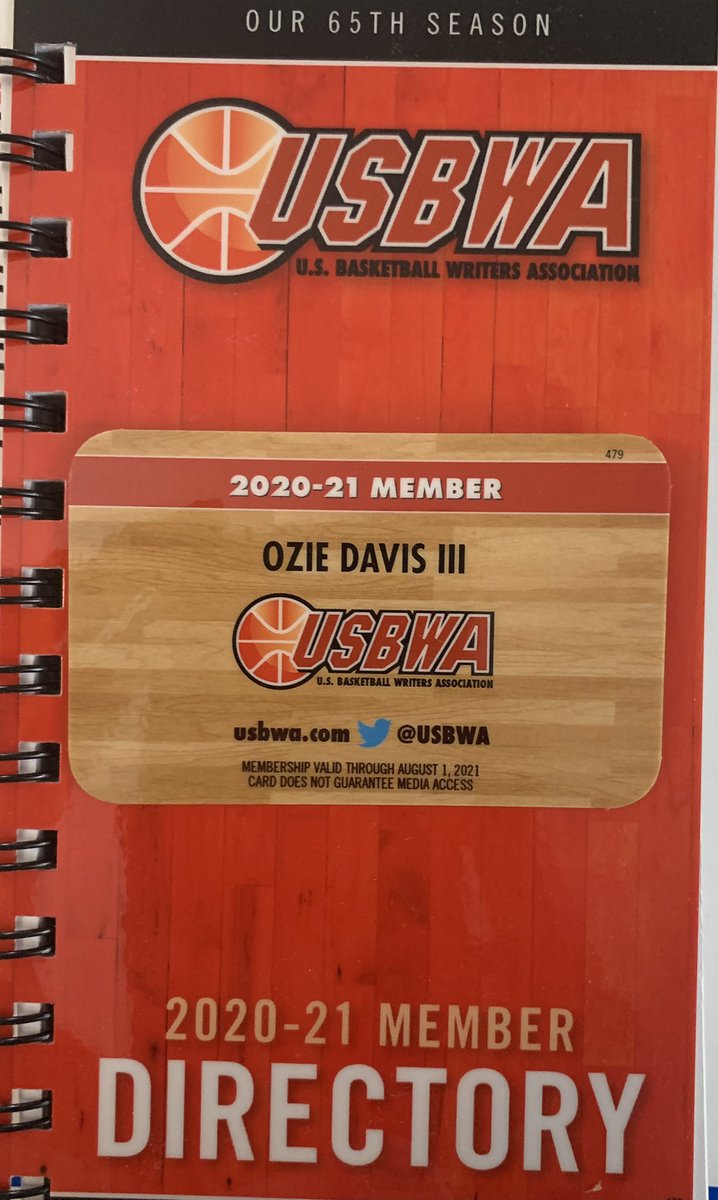 OUR 65TH SEASON
USBWA
U.S. BASKETBALL WRITERS ASSOCIATION
479
2020-21 MEMBER
OZIE DAVIS III
USBWA
U.S. BASKETBALL WRITERS ASSOCIATION
usbwa.com @USBWA
MEMBERSHIP VALID THROUGH AUGUST 1, 2021
CARD DOES NOT GUARANTEE MEDIA ACCESS
2020-21 MEMBER
DIRECTORY